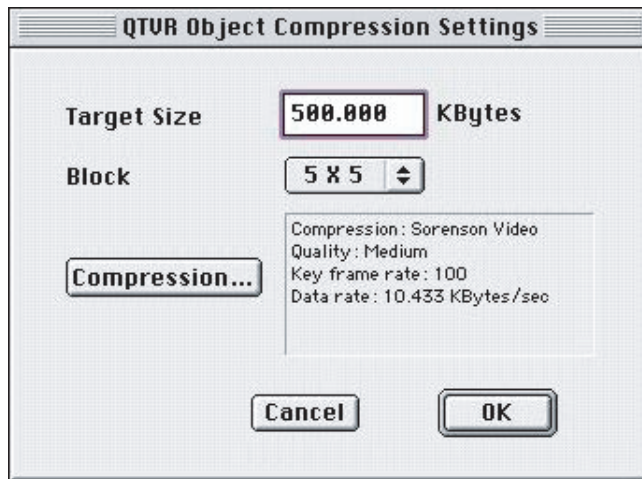 QTVR Object Compression Settings
Target Size 500.000 KBytes
Block 5 X 5
Compression...
Compression: Sorenson Video
Quality: Medium
Key frame rate: 100
Data rate: 10.433 KBytes/sec
Cancel OK